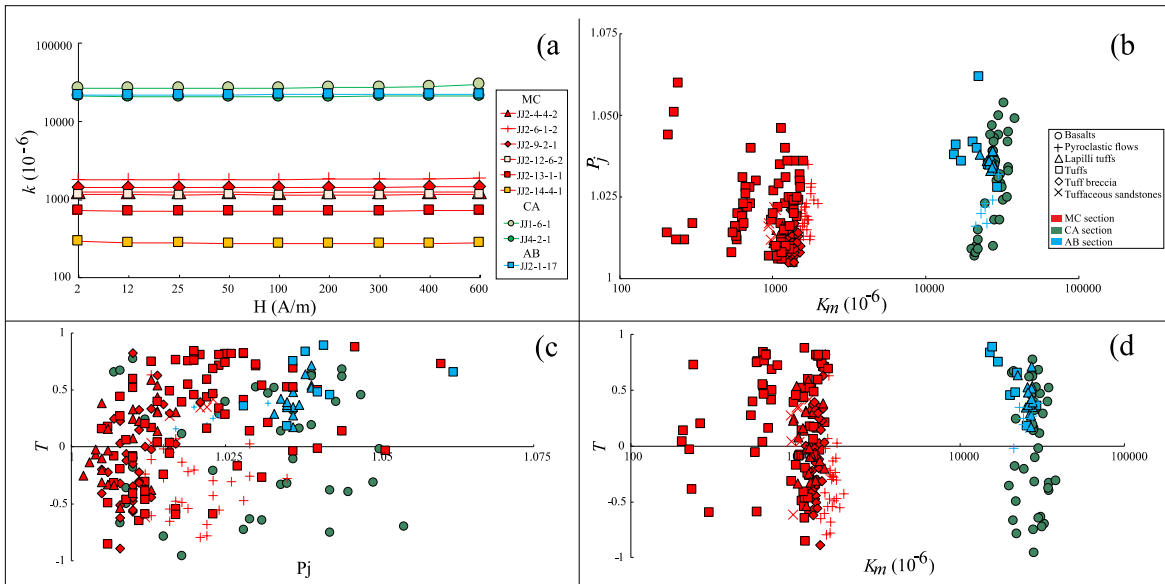 (a)
100000
10000
1000
100
k (10-6)
2 12 25 50 100 200 300 400 600
H (A/m)
MC
JJ2-4-4-2
JJ2-6-1-2
JJ2-9-2-1
JJ2-12-6-2
JJ2-13-1-1
JJ2-14-4-1
CA
JJ1-6-1
JJ4-2-1
AB
JJ2-1-17
(b)
1.075
1.050
1.025
1
Pj
100 1000 10000 100000
Km (10-6)
Basalts
Pyroclastic flows
Lapilli tuffs
Tuffs
Tuff breccia
Tuffaceous sandstones
MC section
CA section
AB section
(c)
1
0.5
0
-0.5
-1
T
1.025 1.05 1.075
Pj
(d)
1
0.5
0
-0.5
-1
T
100 10000 100000
Km (10-6)